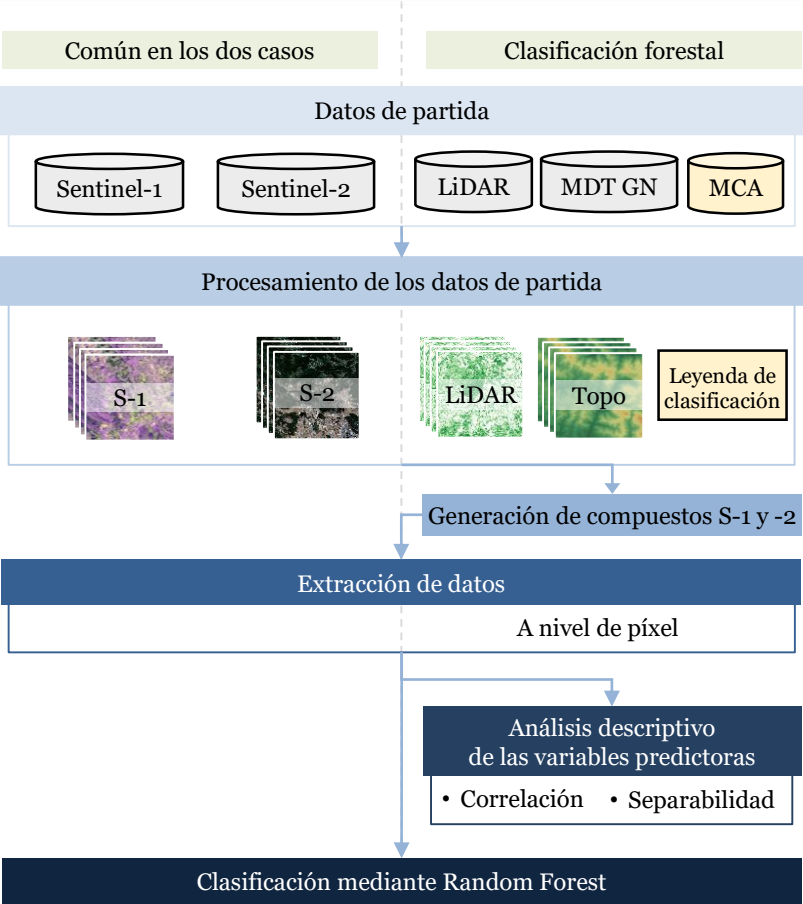 Común en los dos casos
Clasificación forestal
Datos de partida
Sentinel-1
Sentinel-2
LiDAR
MDT GN
MCA
Procesamiento de los datos de partida
S-1
S-2
LiDAR
Topo
Leyenda de
clasificación
Generación de compuestos S-1 y -2
Extracción de datos
A nivel de píxel
Análisis descriptivo
de las variables predictoras
• Correlación
• Separabilidad
Clasificación mediante Random Forest